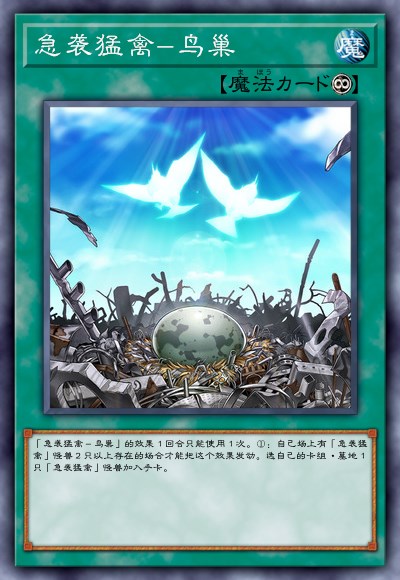 急袭猛禽－鸟巢
魔
【魔法カード】
まほう
「急袭猛禽－鸟巢」的效果1回合只能使用1次。①：自己场上有「急袭猛
禽」怪兽2只以上存在的场合才能把这个效果发动。选自己的卡组·墓地1
只「急袭猛禽」怪兽加入手卡。